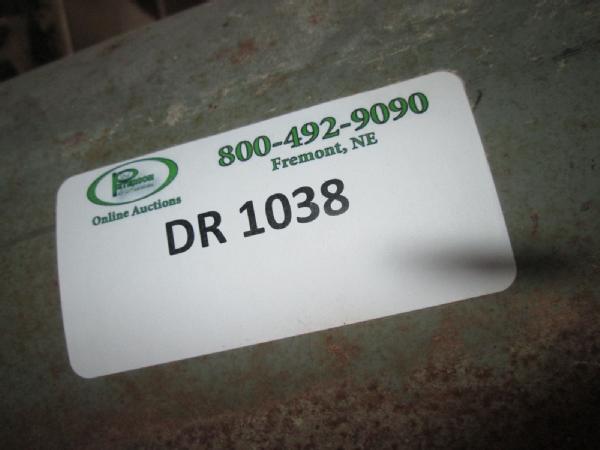 800-492-9090
Fremont, NE
Online Auctions
DR 1038